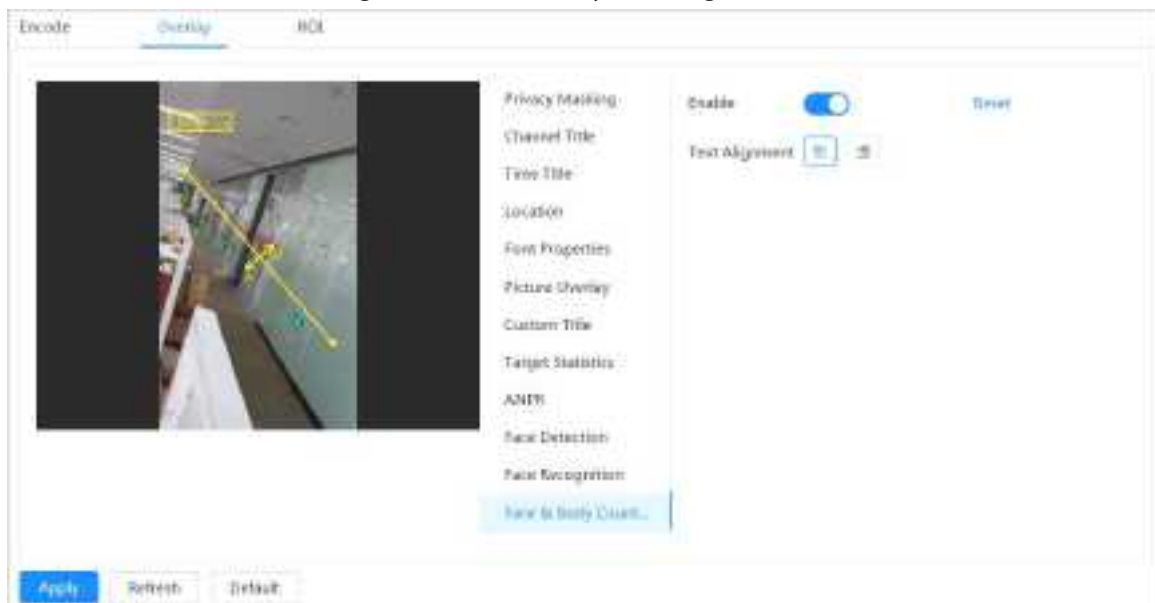 Encode Overlay ROI
Privacy Masking
Enable
Reset
Channel Title
Text Alignment
Time Title
Location
Font Properties
Picture Overlay
Custom Title
Target Statistics
ANPR
Face Detection
Face Recognition
Face & Body Count...
Apply Refresh Default